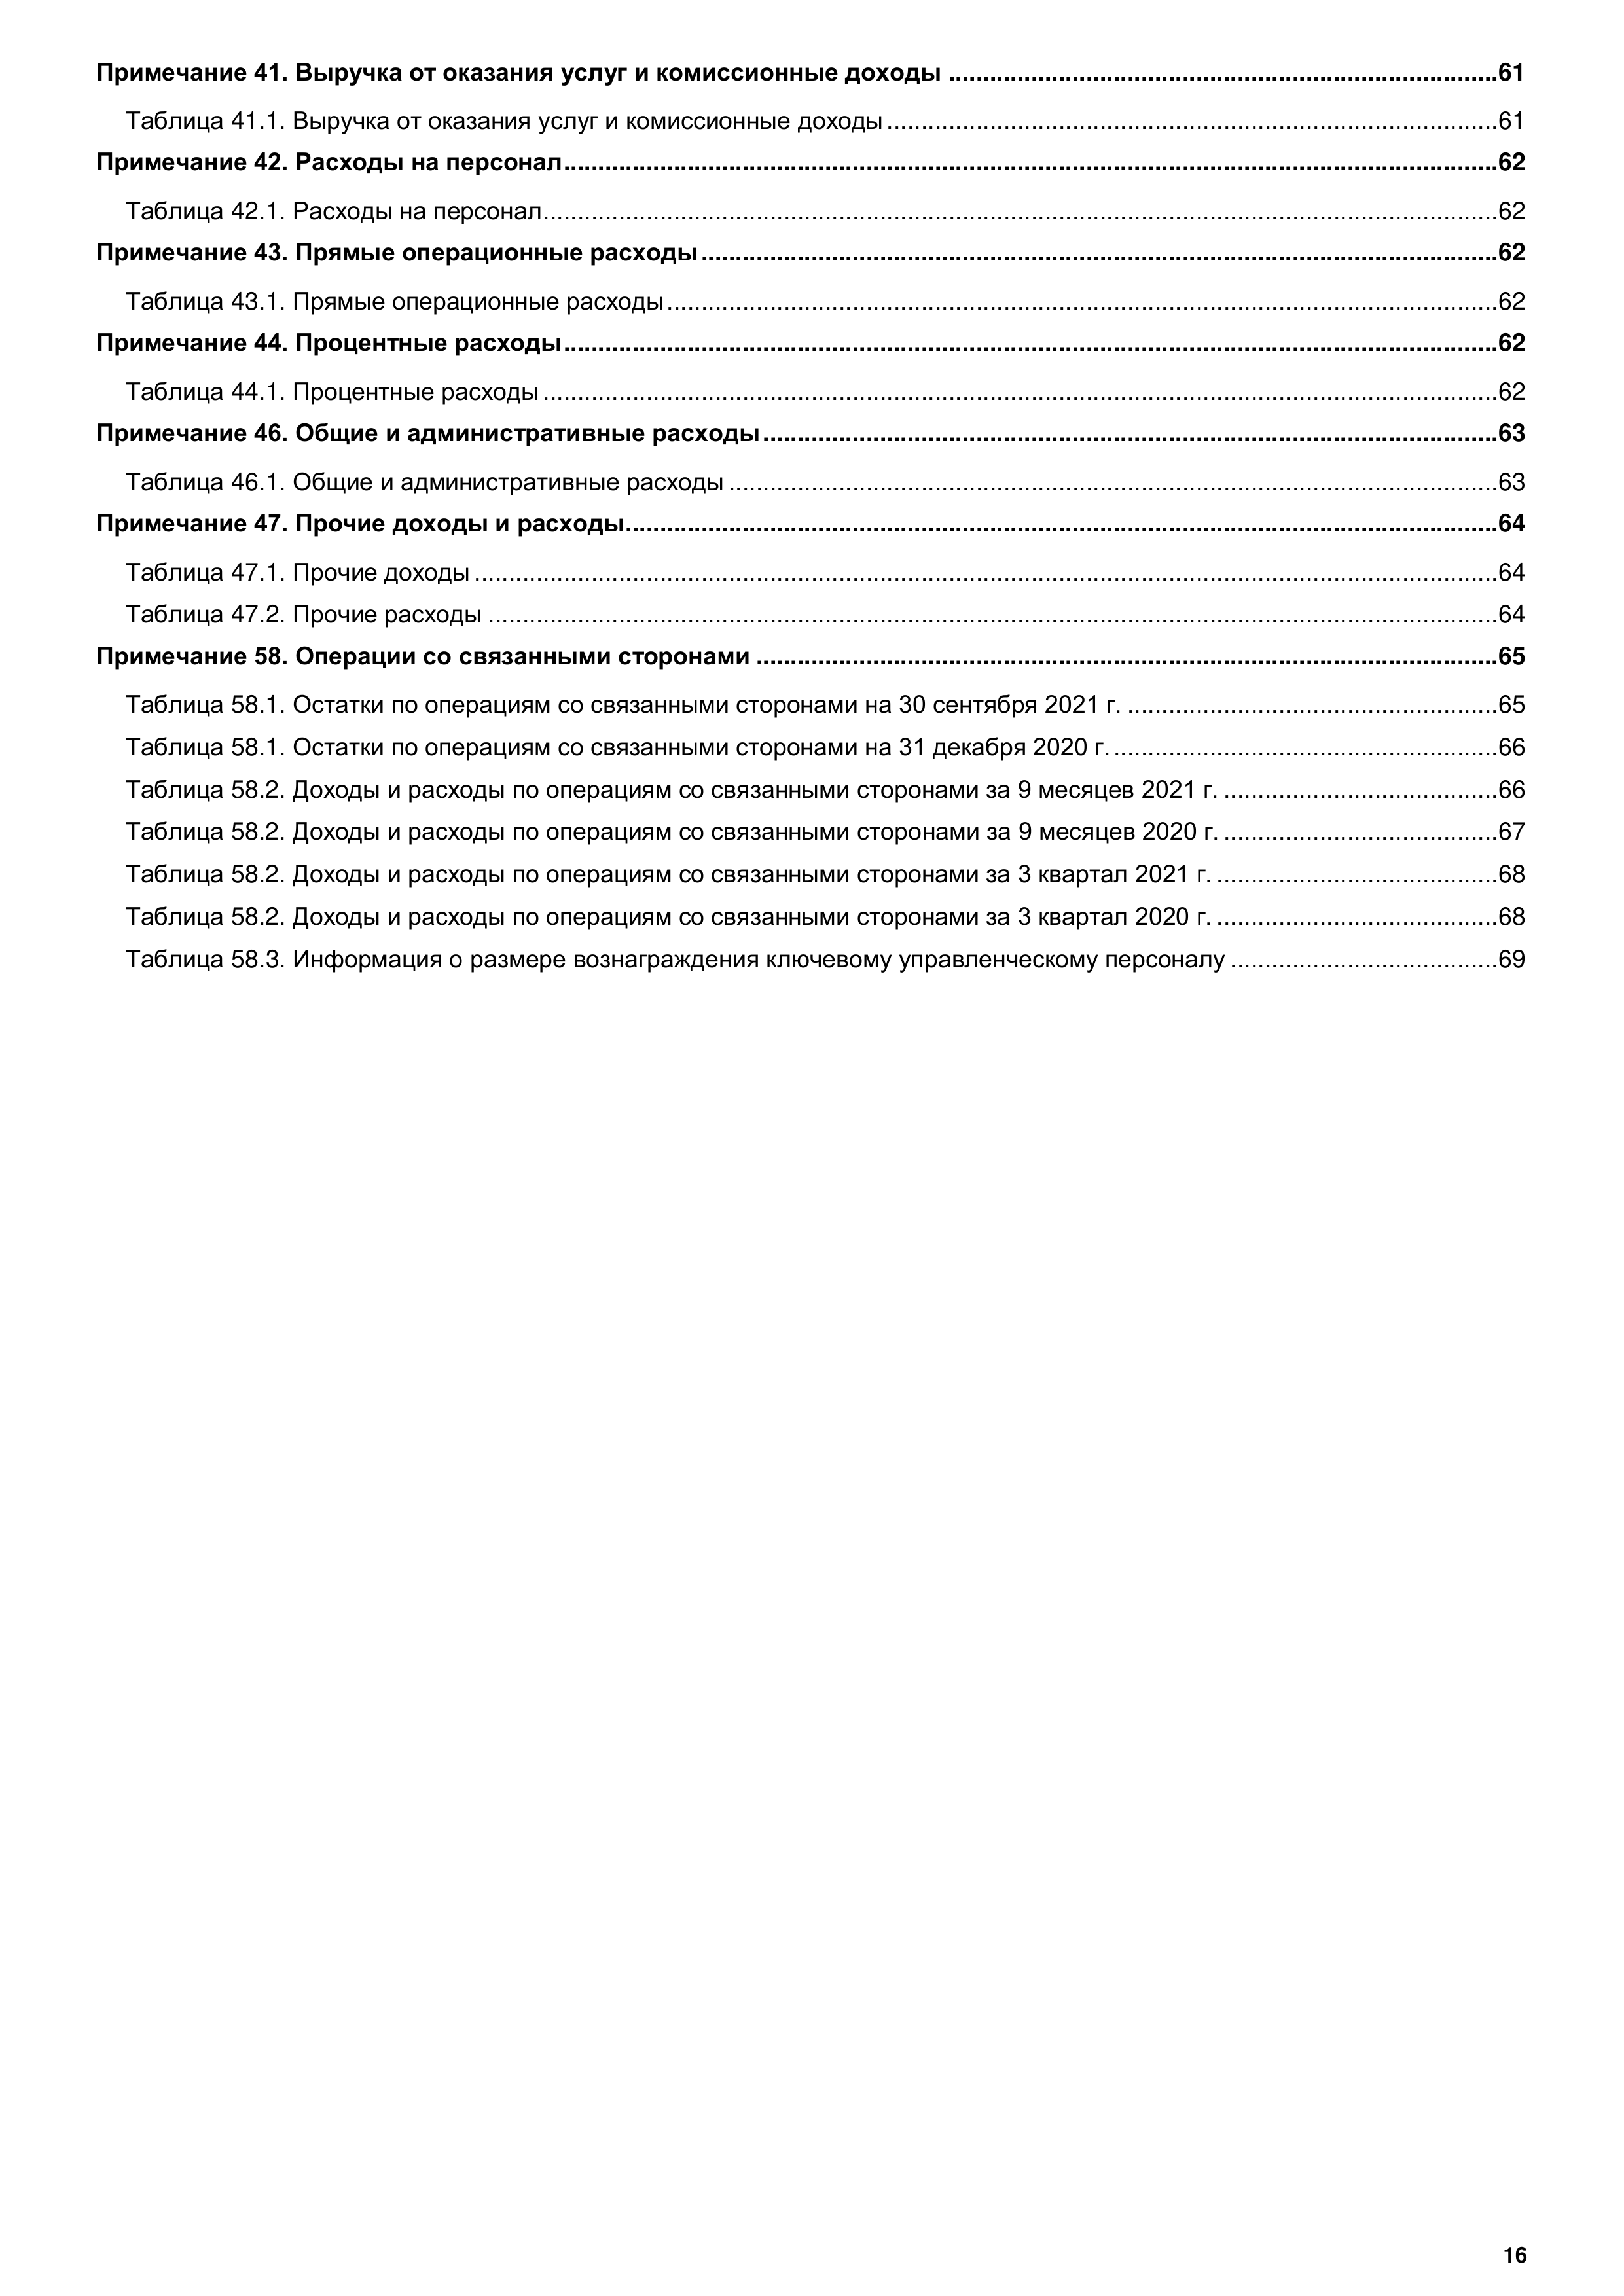 Примечание 41. Выручка от оказания услуг и комиссионные доходы ........................................ 61
Таблица 41.1. Выручка от оказания услуг и комиссионные доходы ........................................ 61
Примечание 42. Расходы на персонал ........................................ 62
Таблица 42.1. Расходы на персонал ........................................ 62
Примечание 43. Прямые операционные расходы ........................................ 62
Таблица 43.1. Прямые операционные расходы ........................................ 62
Примечание 44. Процентные расходы ........................................ 62
Таблица 44.1. Процентные расходы ........................................ 62
Примечание 46. Общие и административные расходы ........................................ 63
Таблица 46.1. Общие и административные расходы ........................................ 63
Примечание 47. Прочие доходы и расходы ........................................ 64
Таблица 47.1. Прочие доходы ........................................ 64
Таблица 47.2. Прочие расходы ........................................ 64
Примечание 58. Операции со связанными сторонами ........................................ 65
Таблица 58.1. Остатки по операциям со связанными сторонами на 30 сентября 2021 г. ........................................ 65
Таблица 58.1. Остатки по операциям со связанными сторонами на 31 декабря 2020 г. ........................................ 66
Таблица 58.2. Доходы и расходы по операциям со связанными сторонами за 9 месяцев 2021 г. ........................................ 66
Таблица 58.2. Доходы и расходы по операциям со связанными сторонами за 9 месяцев 2020 г. ........................................ 67
Таблица 58.2. Доходы и расходы по операциям со связанными сторонами за 3 квартал 2021 г. ........................................ 68
Таблица 58.2. Доходы и расходы по операциям со связанными сторонами за 3 квартал 2020 г. ........................................ 68
Таблица 58.3. Информация о размере вознаграждения ключевому управленческому персоналу ........................................ 69
16